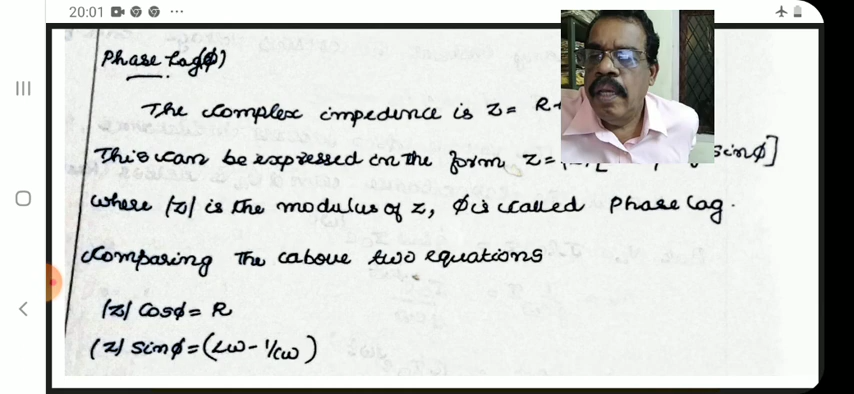 20:01
Phase Lag(φ)
The complex impedence is Z = R+
This can be expressed in the form Z = sinφ]
where |Z| is the modulus of Z, φ is called Phase lag.
Comparing The above two equations
|Z| Cosφ = R
|Z| sinφ = (Lω - 1/Cω)